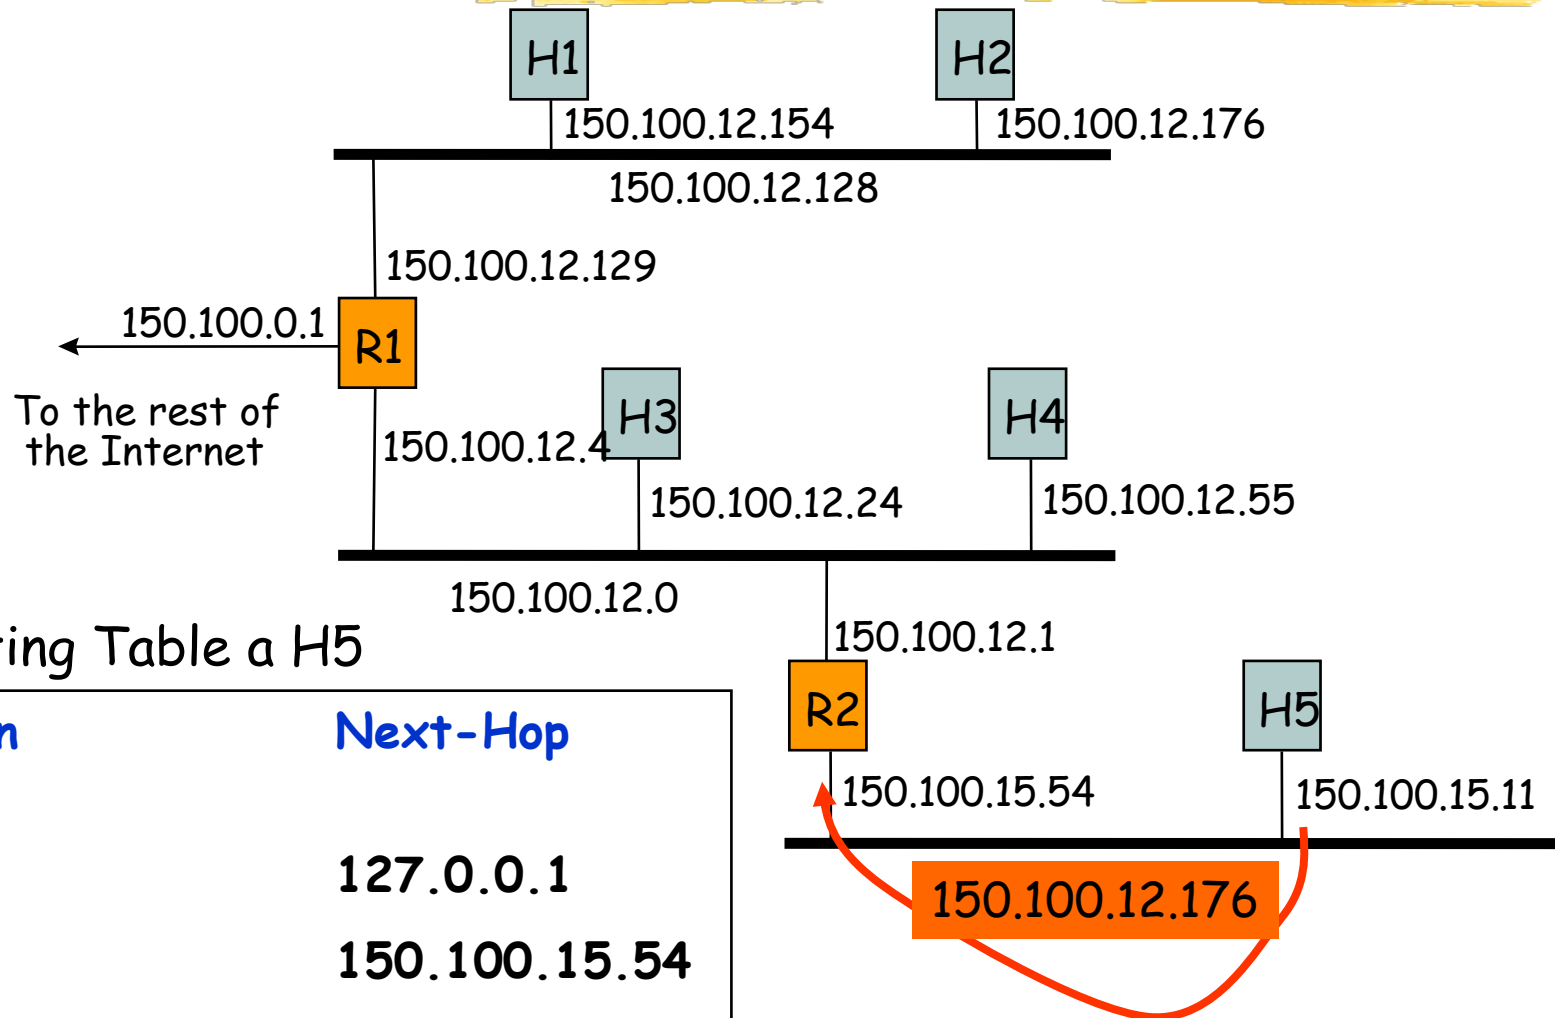 H1
H2
150.100.12.154
150.100.12.176
150.100.12.128
150.100.12.129
150.100.0.1
R1
To the rest of
the Internet
H3
H4
150.100.12.4
150.100.12.24
150.100.12.55
150.100.12.0
150.100.12.1
ting Table a H5
R2
H5
n
Next-Hop
150.100.15.54
150.100.15.11
127.0.0.1
150.100.12.176
150.100.15.54